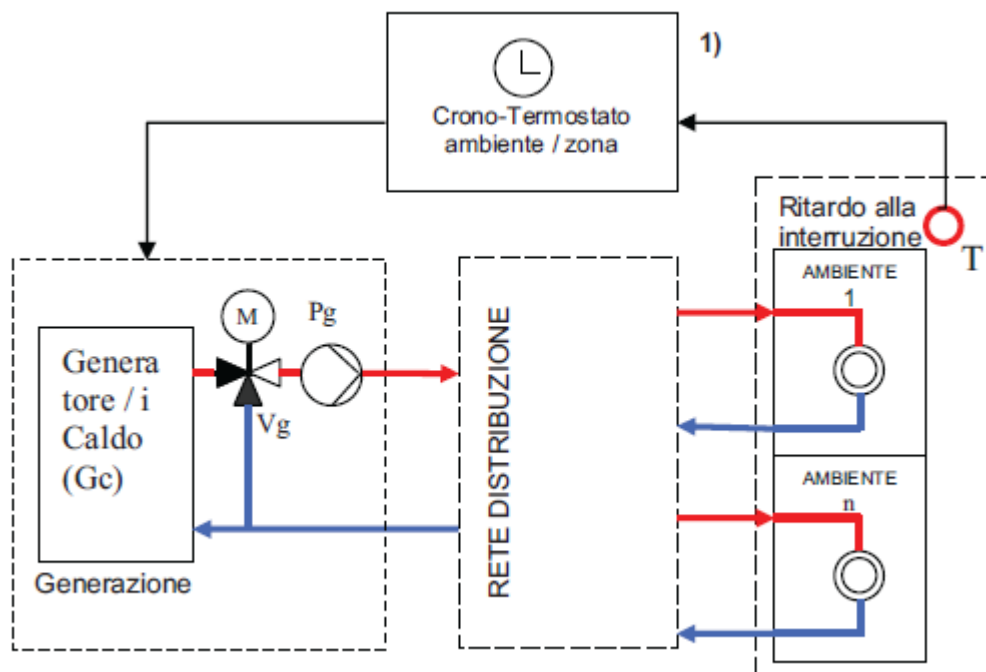 1)
Crono-Termostato
ambiente / zona
Ritardo alla
interruzione
T
AMBIENTE
1
M
Pg
Genera
tore / i
Caldo
(Gc)
Vg
RETE DISTRIBUZIONE
AMBIENTE
n
Generazione